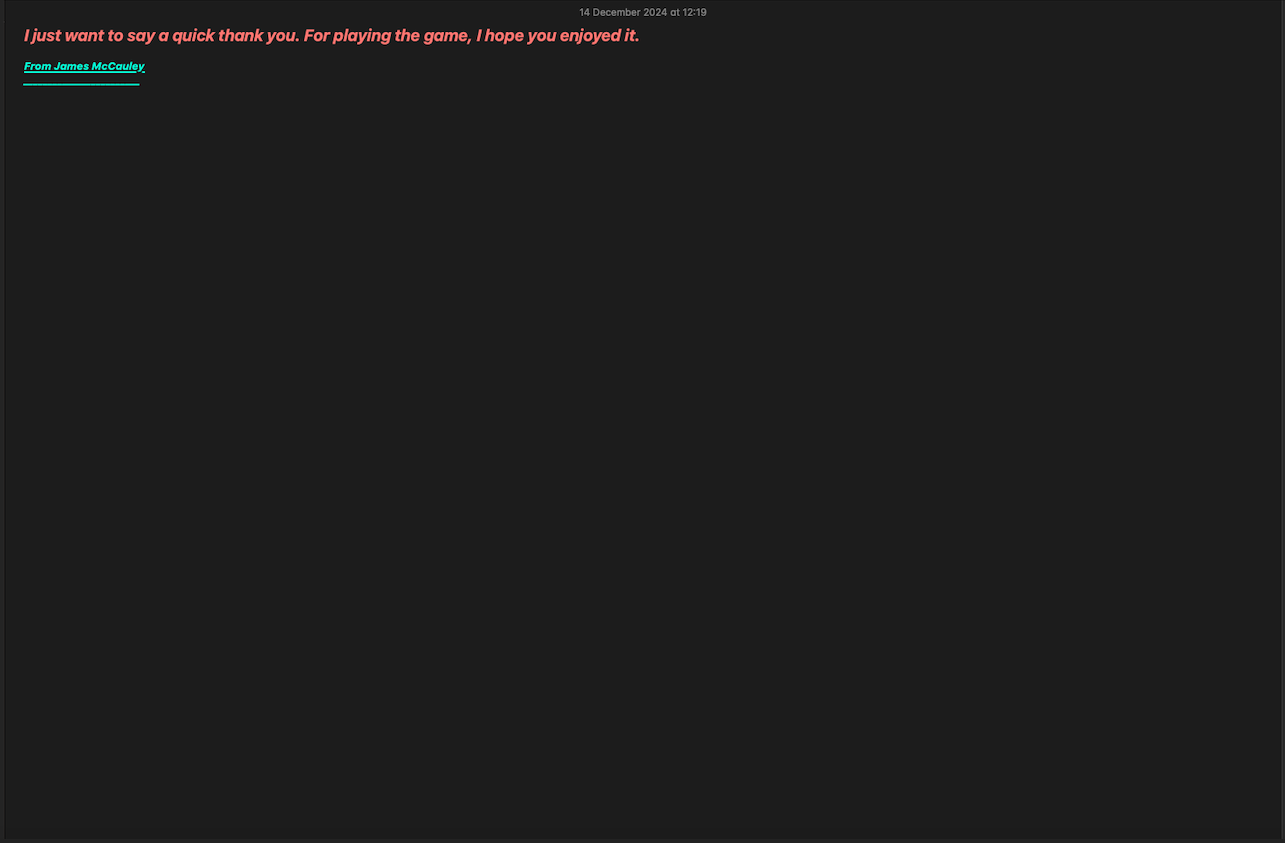 14 December 2024 at 12:19
I just want to say a quick thank you. For playing the game, I hope you enjoyed it.
From James McCauley